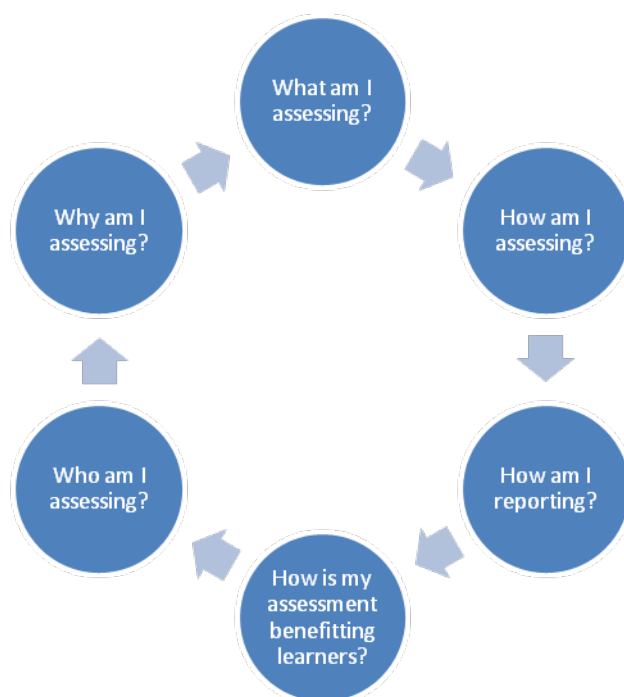 What am I
assessing?
How am I
assessing?
How am I
reporting?
How is my
assessment
benefitting
learners?
Who am I
assessing?
Why am I
assessing?